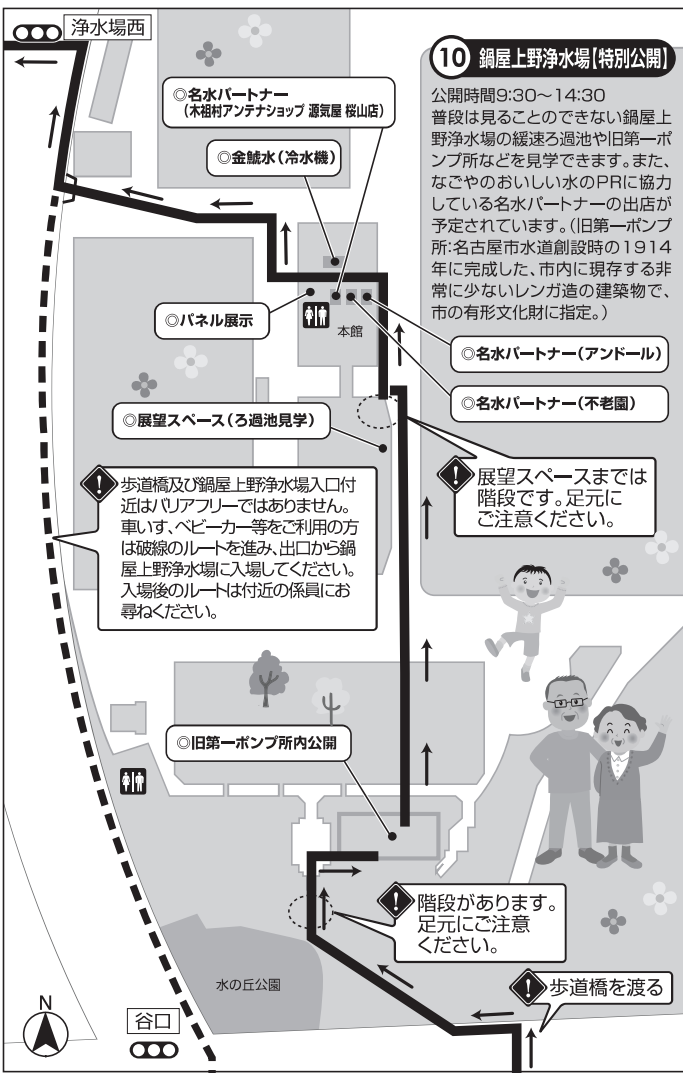 浄水場西
10 鍋屋上野浄水場【特別公開】
公開時間9:30〜14:30
普段は見ることのできない鍋屋上
野浄水場の緩速ろ過池や旧第一ポ
ンプ所などを見学できます。また、
なごやのおいしい水のPRに協力
している名水パートナーの出店が
予定されています。(旧第一ポンプ
所:名古屋市水道創設時の1914
年に完成した、市内に現存する非
常に少ないレンガ造の建築物で、
市の有形文化財に指定。)
◎名水パートナー
(木祖村アンテナショップ 源気屋 桜山店)
◎金鯱水(冷水機)
◎パネル展示
本館
◎名水パートナー(アンドール)
◎名水パートナー(不老園)
◎展望スペース(ろ過池見学)
! 展望スペースまでは
階段です。足元に
ご注意ください。
! 歩道橋及び鍋屋上野浄水場入口付
近はバリアフリーではありません。
車いす、ベビーカー等をご利用の方
は破線のルートを進み、出口から鍋
屋上野浄水場に入場してください。
入場後のルートは付近の係員にお
尋ねください。
◎旧第一ポンプ所内公開
! 階段があります。
足元にご注意
ください。
水の丘公園
! 歩道橋を渡る
N
谷口